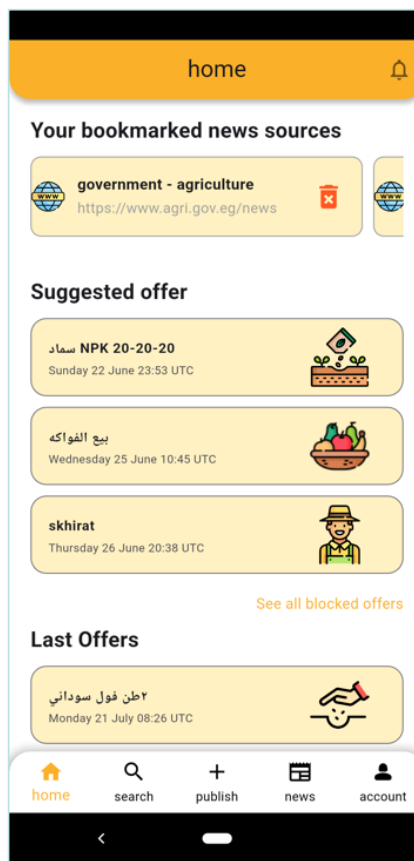 home
Your bookmarked news sources
www
government - agriculture
https://www.agri.gov.eg/news
www
Suggested offer
سماد NPK 20-20-20
Sunday 22 June 23:53 UTC
بيع الفواكه
Wednesday 25 June 10:45 UTC
skhirat
Thursday 26 June 20:38 UTC
See all blocked offers
Last Offers
٢طن فول سوداني
Monday 21 July 08:26 UTC
home
search
publish
news
account